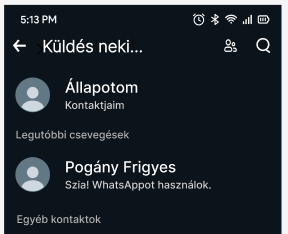 5:13 PM
Küldés neki...
Állapotom
Kontaktjaim
Legutóbbi csevegések
Pogány Frigyes
Szia! WhatsAppot használok.
Egyéb kontaktok